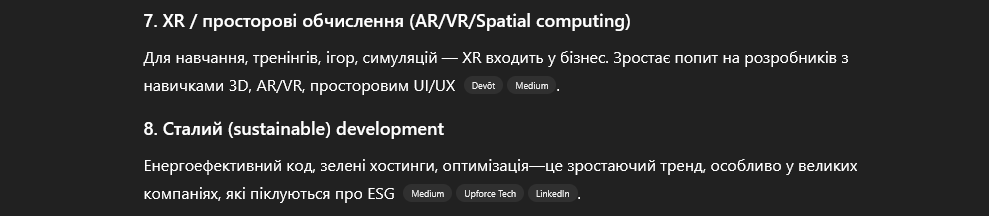 7. XR / просторові обчислення (AR/VR/Spatial computing)
Для навчання, тренінгів, ігор, симуляцій — XR входить у бізнес. Зростає попит на розробників з
навичками 3D, AR/VR, просторовим UI/UX Devōt Medium.
8. Сталий (sustainable) development
Енергоефективний код, зелені хостинги, оптимізація—це зростаючий тренд, особливо у великих
компаніях, які піклуються про ESG Medium Upforce Tech LinkedIn.